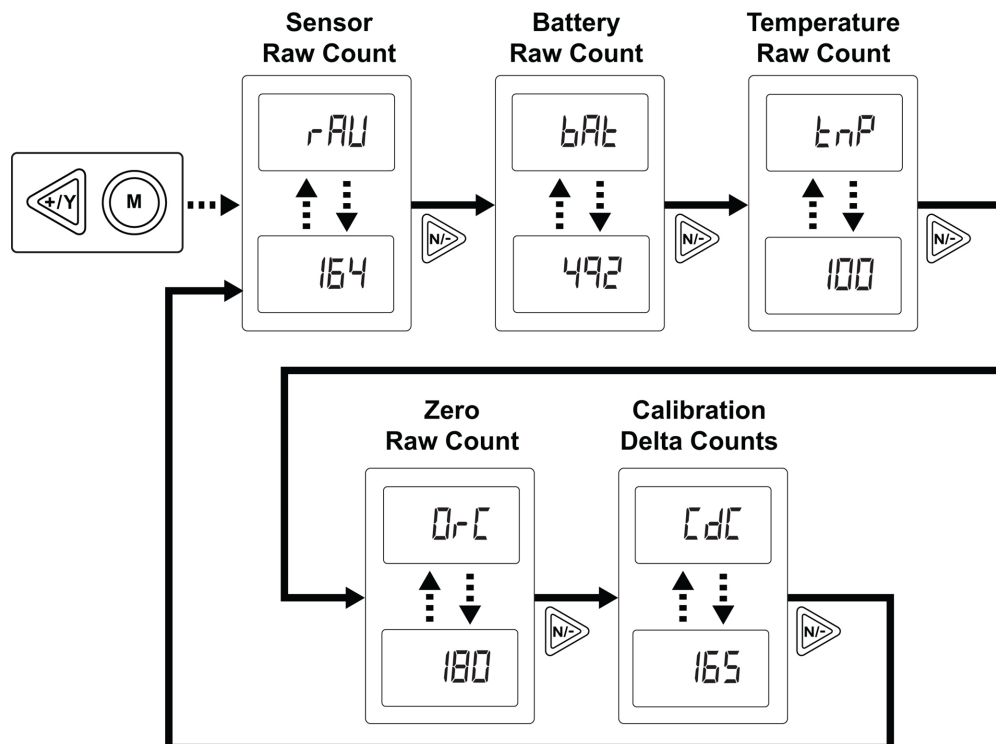 Sensor
Raw Count
Battery
Raw Count
Temperature
Raw Count
rAU
bAt
tnP
+/Y
M
N/-
N/-
N/-
164
492
100
Zero
Raw Count
Calibration
Delta Counts
0rC
CdC
N/-
N/-
180
165